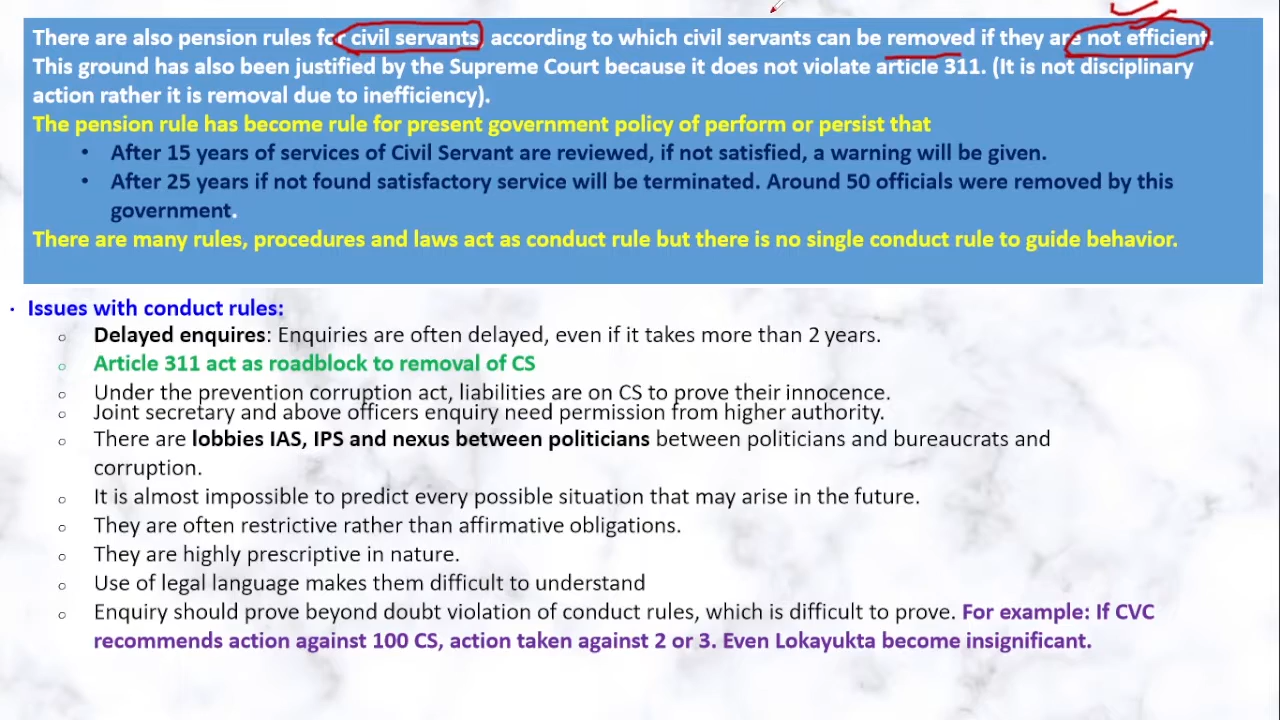 There are also pension rules for civil servants, according to which civil servants can be removed if they are not efficient.
This ground has also been justified by the Supreme Court because it does not violate article 311. (It is not disciplinary
action rather it is removal due to inefficiency).
The pension rule has become rule for present government policy of perform or persist that
• After 15 years of services of Civil Servant are reviewed, if not satisfied, a warning will be given.
• After 25 years if not found satisfactory service will be terminated. Around 50 officials were removed by this
government.
There are many rules, procedures and laws act as conduct rule but there is no single conduct rule to guide behavior.
· Issues with conduct rules:
o Delayed enquires: Enquiries are often delayed, even if it takes more than 2 years.
o Article 311 act as roadblock to removal of CS
o Under the prevention corruption act, liabilities are on CS to prove their innocence.
o Joint secretary and above officers enquiry need permission from higher authority.
o There are lobbies IAS, IPS and nexus between politicians between politicians and bureaucrats and
corruption.
o It is almost impossible to predict every possible situation that may arise in the future.
o They are often restrictive rather than affirmative obligations.
o They are highly prescriptive in nature.
o Use of legal language makes them difficult to understand
o Enquiry should prove beyond doubt violation of conduct rules, which is difficult to prove. For example: If CVC
recommends action against 100 CS, action taken against 2 or 3. Even Lokayukta become insignificant.